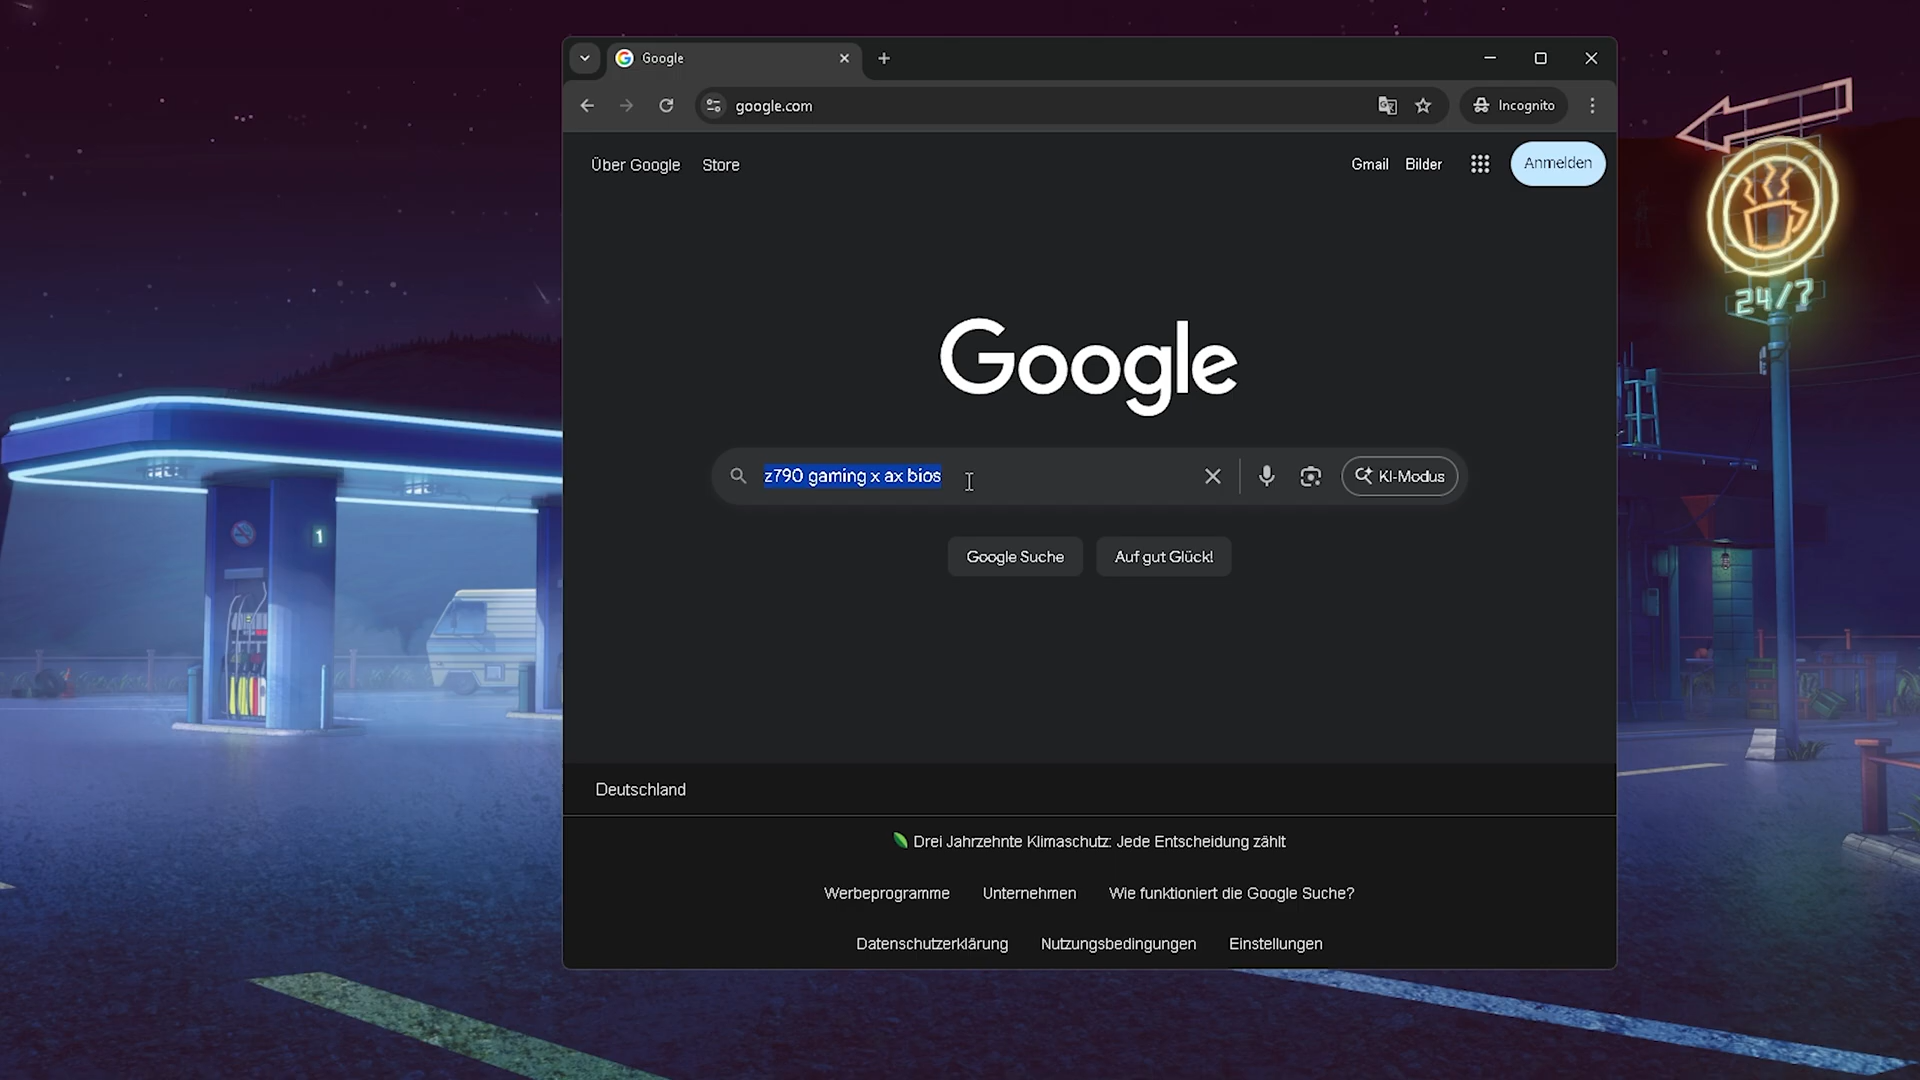 Google
google.com
Incognito
Über Google Store
Gmail Bilder Anmelden
Google
z790 gaming x ax bios
KI-Modus
Google Suche Auf gut Glück!
Deutschland
Drei Jahrzehnte Klimaschutz: Jede Entscheidung zählt
Werbeprogramme Unternehmen Wie funktioniert die Google Suche?
Datenschutzerklärung Nutzungsbedingungen Einstellungen
24/7
1